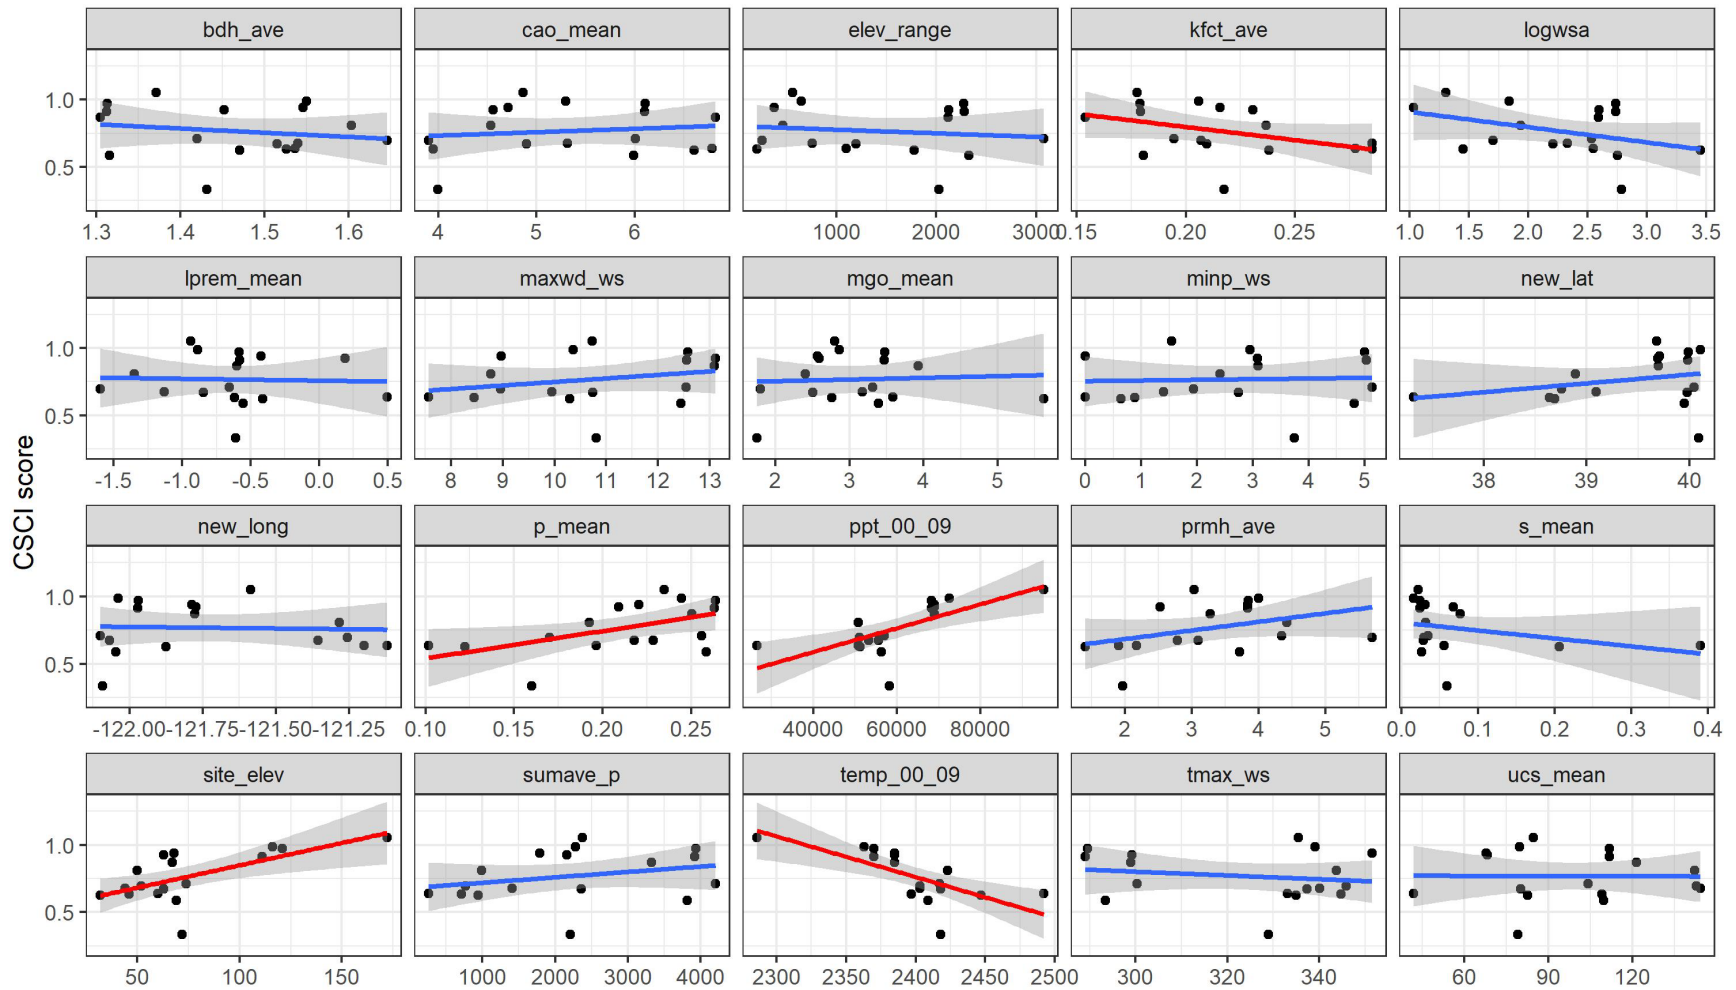 bdh_ave cao_mean elev_range kfct_ave logwsa
1.0
0.5
1.3 1.4 1.5 1.6 4 5 6 1000 2000 3000 0.15 0.20 0.25 1.0 1.5 2.0 2.5 3.0 3.5
lprem_mean maxwd_ws mgo_mean minp_ws new_lat
1.0
0.5
-1.5 -1.0 -0.5 0.0 0.5 8 9 10 11 12 13 2 3 4 5 0 1 2 3 4 5 38 39 40
CSCI score
new_long p_mean ppt_00_09 prmh_ave s_mean
1.0
0.5
-122.00 -121.75 -121.50 -121.25 0.10 0.15 0.20 0.25 40000 60000 80000 2 3 4 5 0.0 0.1 0.2 0.3 0.4
site_elev sumave_p temp_00_09 tmax_ws ucs_mean
1.0
0.5
50 100 150 1000 2000 3000 4000 2300 2350 2400 2450 2500 300 320 340 60 90 120